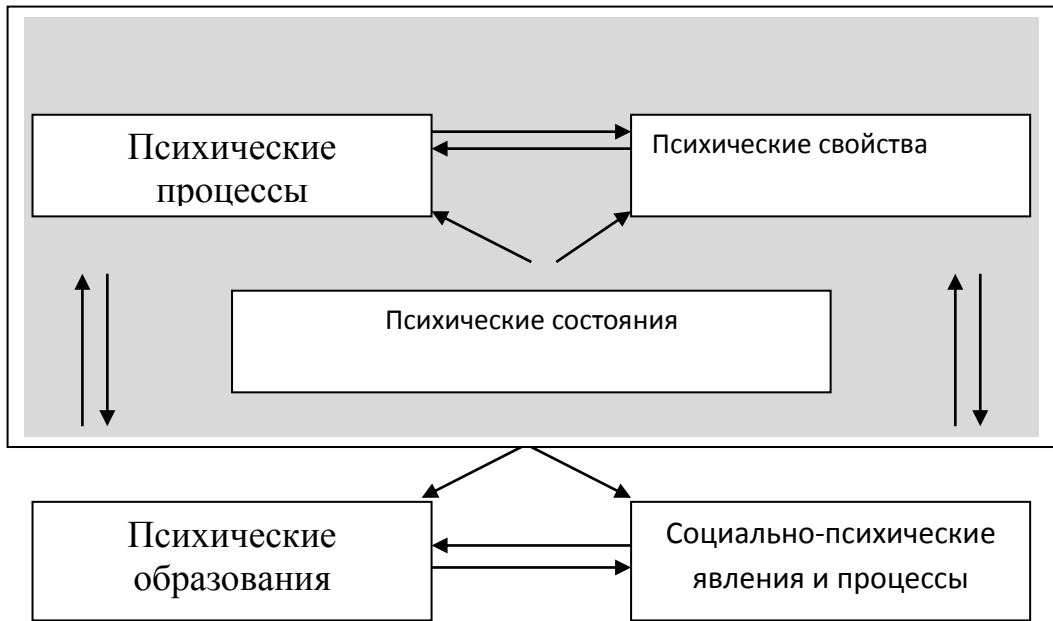 Психические
процессы
Психические свойства
Психические состояния
Психические
образования
Социально-психические
явления и процессы